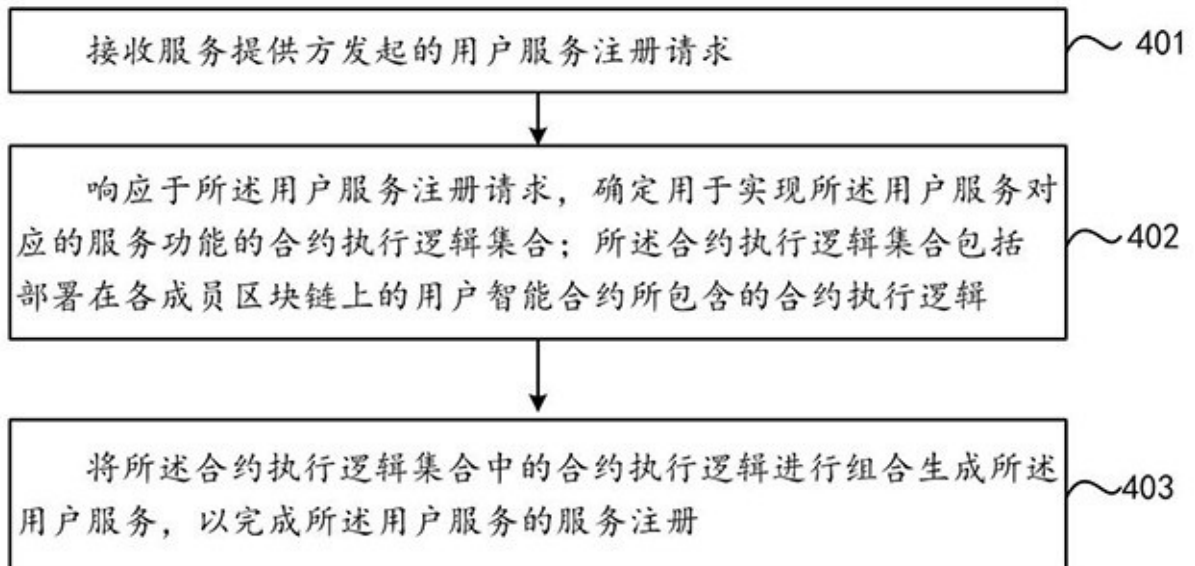 接收服务提供方发起的用户服务注册请求
401
响应于所述用户服务注册请求，确定用于实现所述用户服务对
应的服务功能的合约执行逻辑集合；所述合约执行逻辑集合包括
402
部署在各成员区块链上的用户智能合约所包含的合约执行逻辑
将所述合约执行逻辑集合中的合约执行逻辑进行组合生成所述
403
用户服务，以完成所述用户服务的服务注册